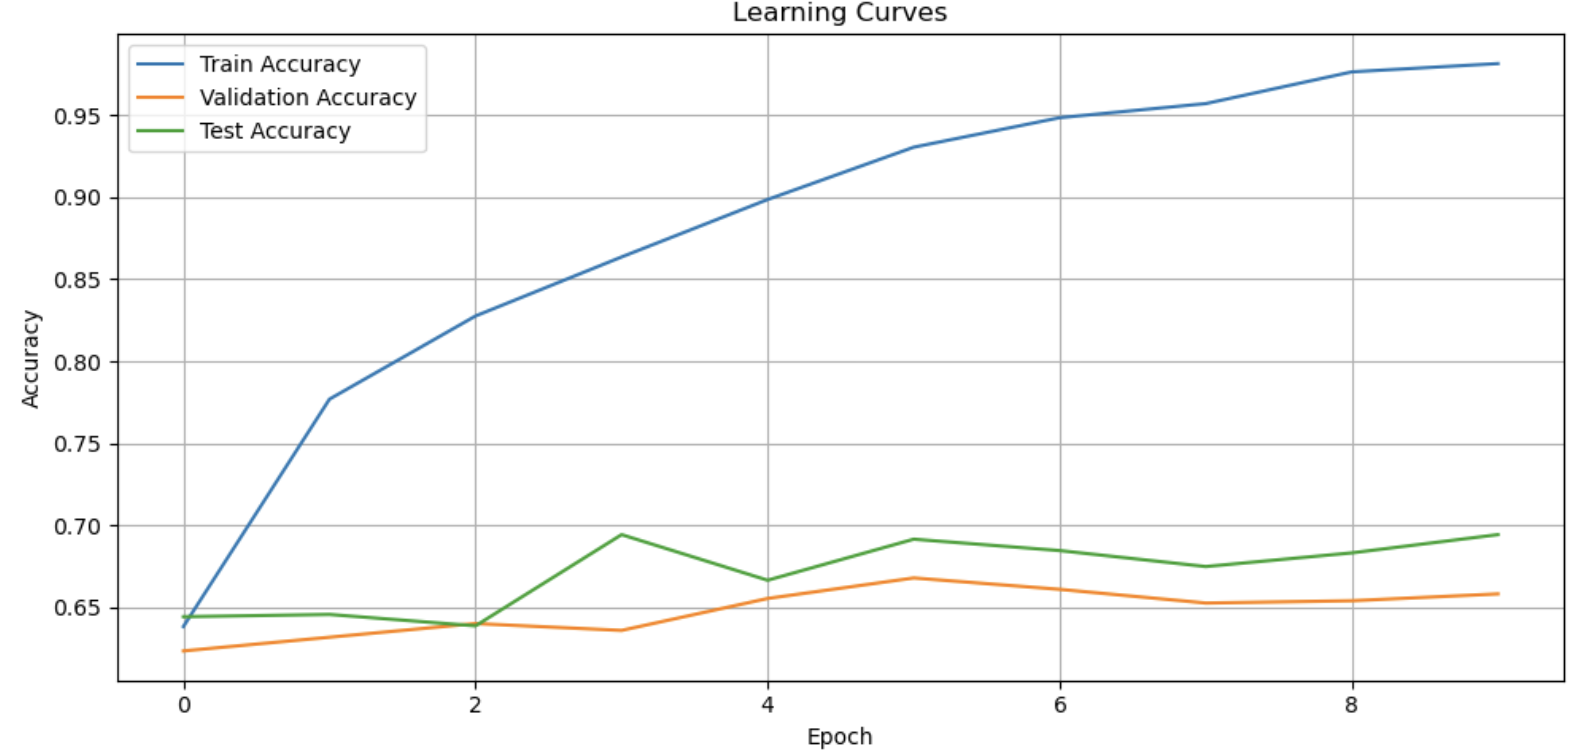 Learning Curves
Train Accuracy
Validation Accuracy
Test Accuracy
0.95
0.90
0.85
0.80
0.75
0.70
0.65
Accuracy
0 2 4 6 8
Epoch